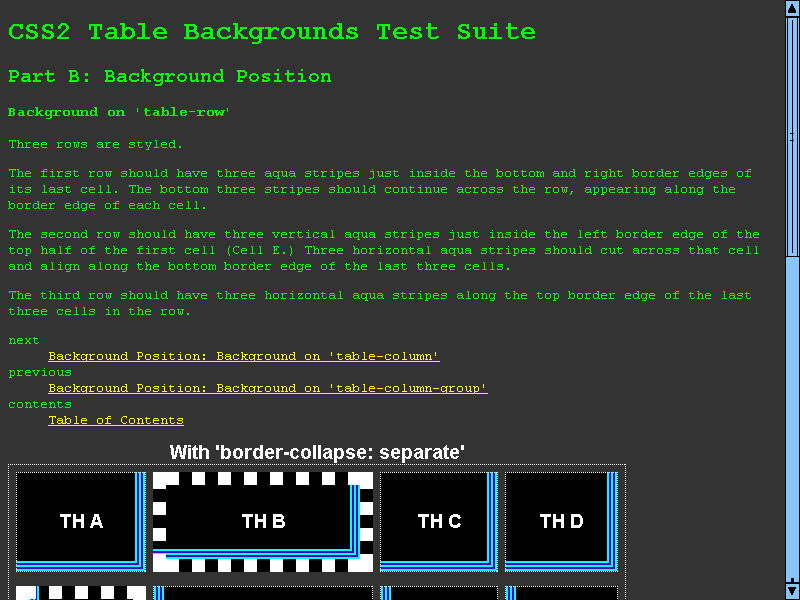 CSS2 Table Backgrounds Test Suite
Part B: Background Position
Background on 'table-row'
Three rows are styled.
The first row should have three aqua stripes just inside the bottom and right border edges of
its last cell. The bottom three stripes should continue across the row, appearing along the
border edge of each cell.
The second row should have three vertical aqua stripes just inside the left border edge of the
top half of the first cell (Cell E.) Three horizontal aqua stripes should cut across that cell
and align along the bottom border edge of the last three cells.
The third row should have three horizontal aqua stripes along the top border edge of the last
three cells in the row.
next
Background Position: Background on 'table-column'
previous
Background Position: Background on 'table-column-group'
contents
Table of Contents
With 'border-collapse: separate'
TH A TH B TH C TH D